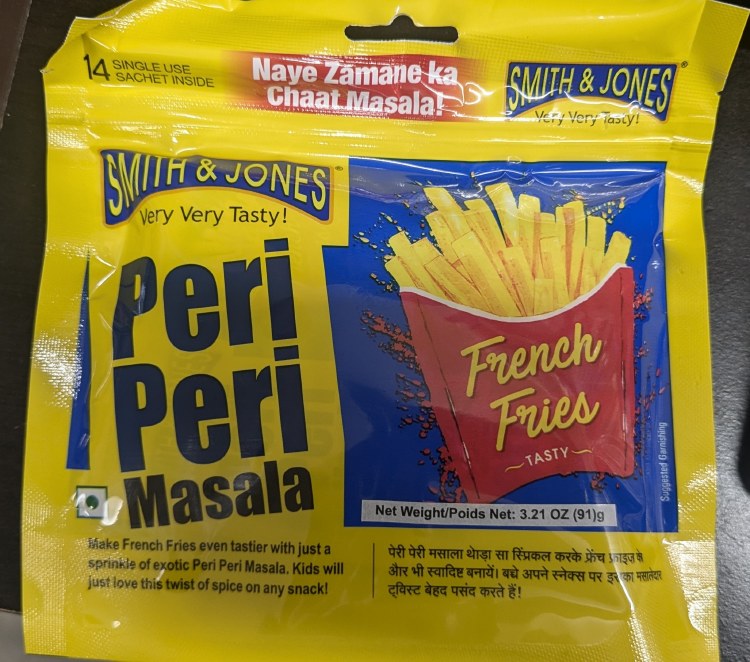 14 SINGLE USE
SACHET INSIDE
Naye Zamane ka
Chaat Masala!
SMITH & JONES®
Very Very Tasty!
SMITH & JONES®
Very Very Tasty!
Peri
Peri
Masala
French
Fries
TASTY
Suggested Garnishing
Net Weight/Poids Net: 3.21 OZ (91)g
Make French Fries even tastier with just a
sprinkle of exotic Peri Peri Masala. Kids will
just love this twist of spice on any snack!
पेरी पेरी मसाला थोड़ा सा स्प्रिंकल करके फ्रेंच फ्राइज़ के
और भी स्वादिष्ट बनायें। बच्चे अपने स्नेक्स पर इसका मसालेदार
ट्विस्ट बेहद पसंद करते हैं!